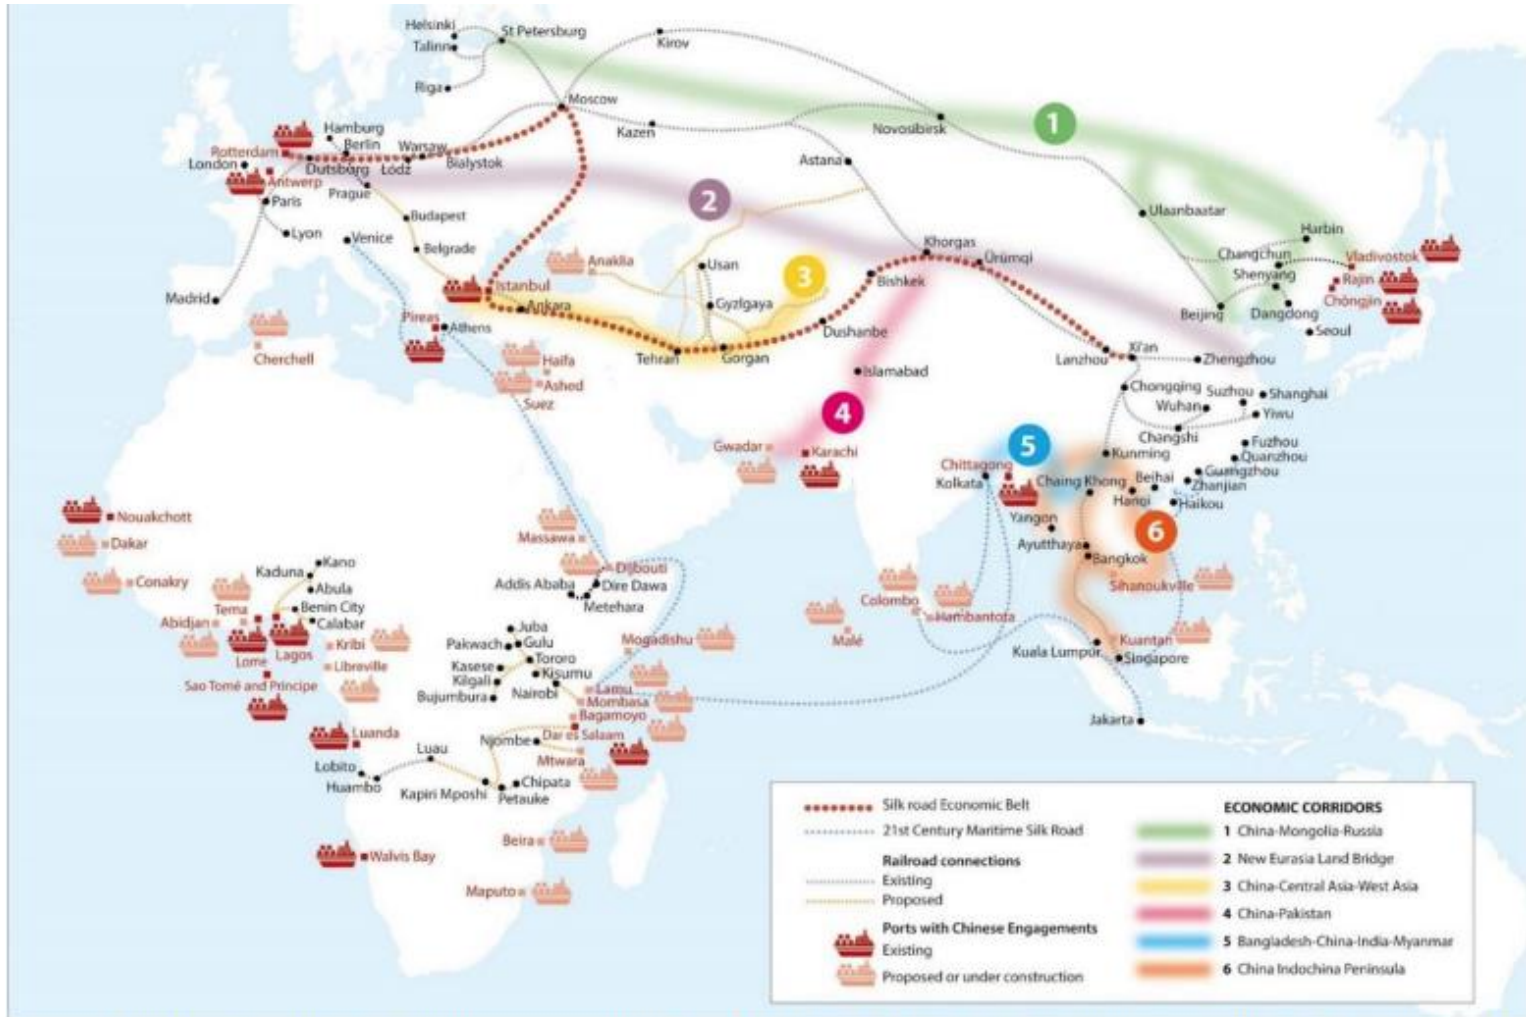 Helsinki
Talinn
St Petersburg
Riga
Kirov
Moscow
Kazen
Novosibirsk
1
Hamburg
Berlin
Rotterdam
London
Dutsburg
Lodz
Warsaw
Bialystok
Antwerp
Prague
Paris
Astana
2
Ulaanbaatar
Budapest
Lyon
Venice
Belgrade
Harbin
Changchun
Vladivostok
Shenyang
Rajin
Chongjin
Khorgas
Ürümqi
Anaklia
Usan
3
Bishkek
Istanbul
Madrid
Ankara
Gyzlgaya
Beijing
Dangdong
Seoul
Pireas
Athens
Dushanbe
Cherchell
Tehran
Gorgan
Lanzhou
Xi'an
Zhengzhou
Haifa
Ashed
Suez
Islamabad
Chongqing
Suzhou
Shanghai
Wuhan
Yiwu
Changshi
4
Gwadar
Karachi
5
Kunming
Fuzhou
Quanzhou
Chittagong
Kolkata
Chaing Khong
Beihai
Guangzhou
Zhanjian
Hanoi
Haikou
Nouakchott
Yangon
6
Dakar
Massawa
Ayutthaya
Bangkok
Conakry
Kano
Kaduna
Abula
Djibouti
Addis Ababa
Dire Dawa
Metehara
Sihanoukville
Tema
Benin City
Calabar
Abidjan
Colombo
Hambantota
Malé
Juba
Gulu
Pakwach
Mogadishu
Kuantan
Kuala Lumpur
Singapore
Lome
Lagos
Kribi
Libreville
Tororo
Kasese
Kisumu
Kilgali
Bujumbura
Nairobi
Lamu
Mombasa
Bagamoyo
Sao Tomé and Principe
Jakarta
Luanda
Njombe
Dar es Salaam
Mtwara
Luau
Lobito
Huambo
Kapiri Mposhi
Chipata
Petauke
Beira
Walvis Bay
Maputo
Silk road Economic Belt
21st Century Maritime Silk Road
Railroad connections
Existing
Proposed
Ports with Chinese Engagements
Existing
Proposed or under construction
ECONOMIC CORRIDORS
1 China-Mongolia-Russia
2 New Eurasia Land Bridge
3 China-Central Asia-West Asia
4 China-Pakistan
5 Bangladesh-China-India-Myanmar
6 China Indochina Peninsula